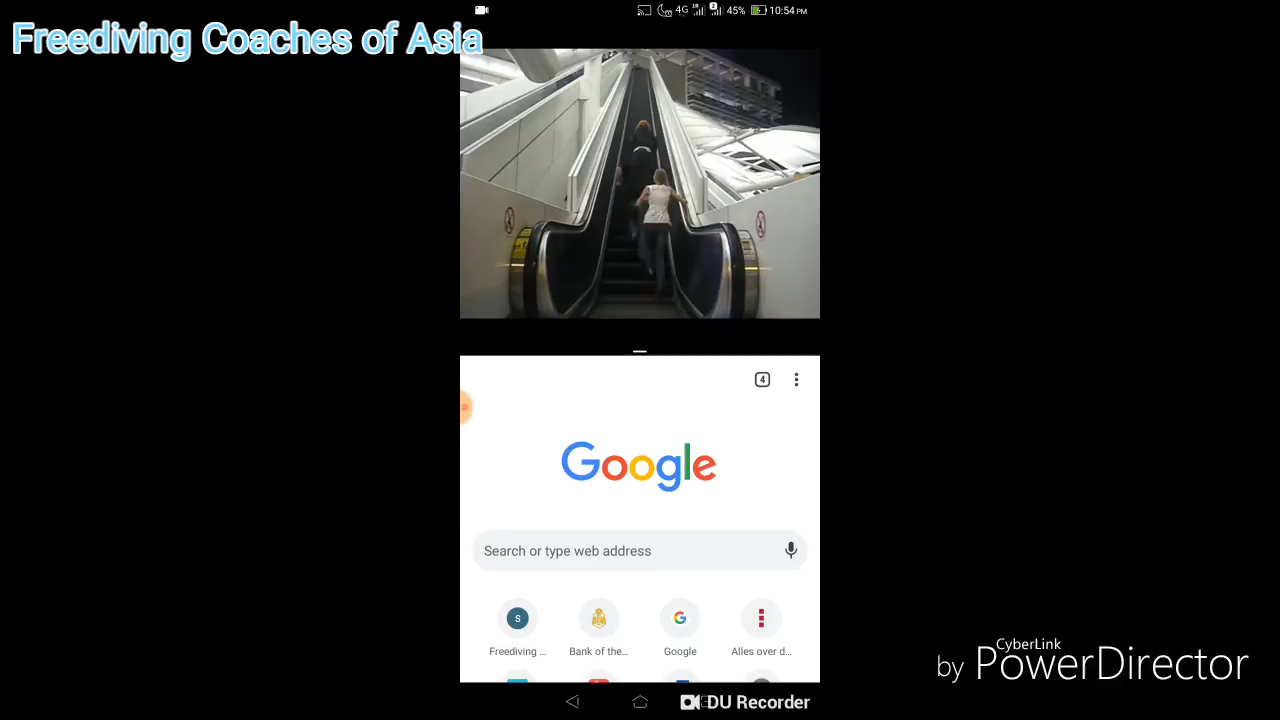 45% 10:54 PM
4G
Freediving Coaches of Asia
4
Google
Search or type web address
S
G
Freediving ...
Bank of the...
Google
Alles over d...
CyberLink
by PowerDirector
DU Recorder